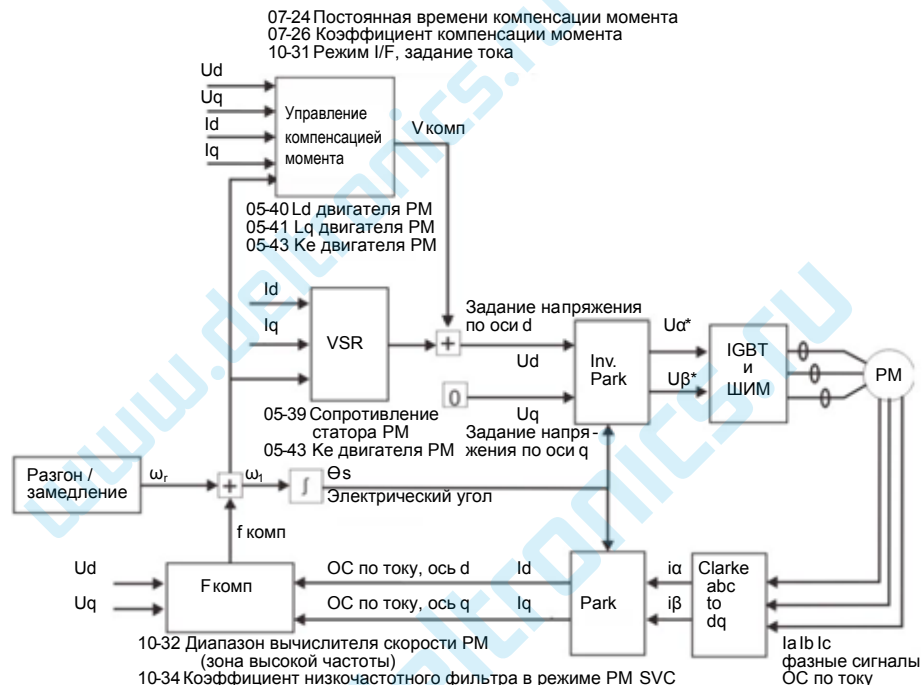 07-24 Постоянная времени компенсации момента
07-26 Коэффициент компенсации момента
10-31 Режим I/F, задание тока
Ud
Uq
Id
Iq
Управление
компенсацией
момента
V комп
05-40 Ld двигателя PM
05-41 Lq двигателя PM
05-43 Ke двигателя PM
Id
Iq
VSR
+
Задание напряжения
по оси d
Ud
0
Uq
Задание напря-
жения по оси q
Inv.
Park
Uα*
Uβ*
IGBT
и
ШИМ
PM
05-39 Сопротивление
статора PM
05-43 Ke двигателя PM
Разгон /
замедление
ωr
+
ω1
∫
Θs
Электрический угол
f комп
Ud
Uq
F комп
ОС по току, ось d
Id
ОС по току, ось q
Iq
Park
iα
iβ
Clarke
abc
to
dq
Ia Ib Ic
фазные сигналы
ОС по току
10-32 Диапазон вычислителя скорости PM
(зона высокой частоты)
10-34 Коэффициент низкочастотного фильтра в режиме PM SVC
www.deltronics.ru
www.deltronics.ru